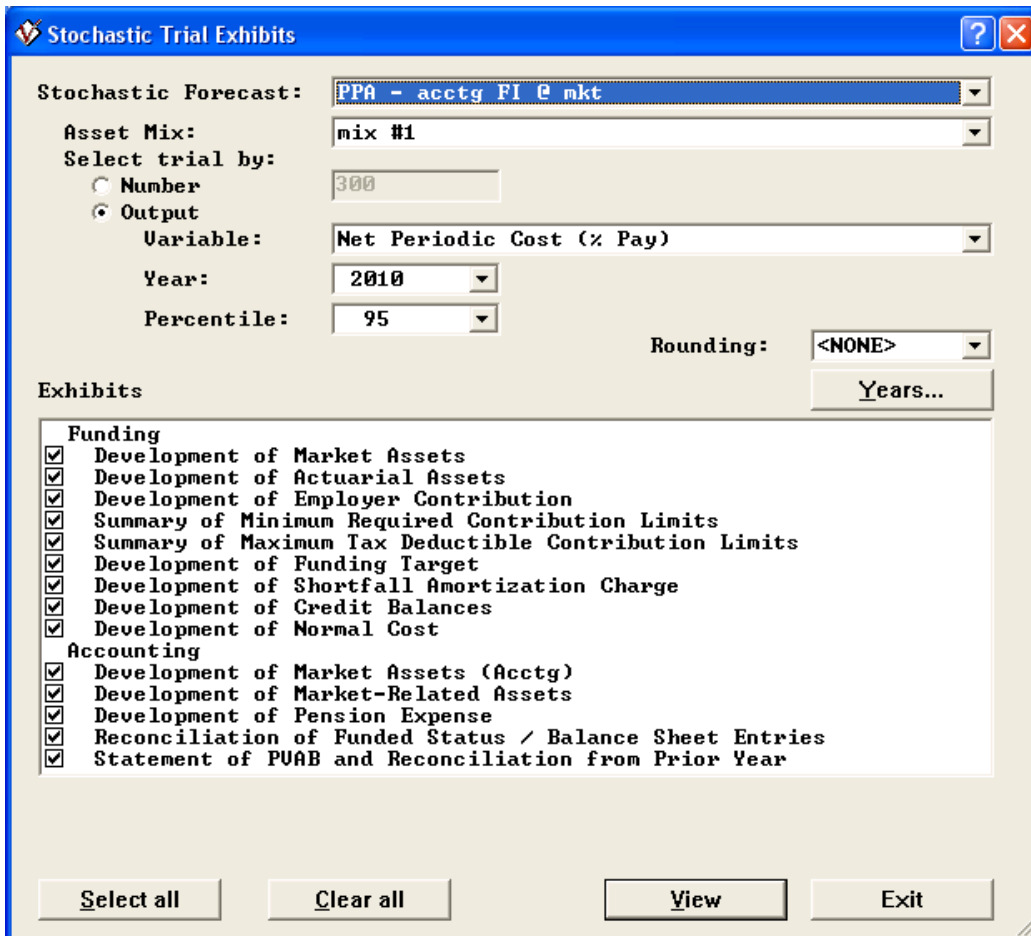 Stochastic Trial Exhibits
Stochastic Forecast: PPA - acctg FI @ mkt
Asset Mix: mix #1
Select trial by:
Number 300
Output
Variable: Net Periodic Cost (% Pay)
Year: 2010
Percentile: 95
Rounding: <NONE>
Exhibits Years...
Funding
Development of Market Assets
Development of Actuarial Assets
Development of Employer Contribution
Summary of Minimum Required Contribution Limits
Summary of Maximum Tax Deductible Contribution Limits
Development of Funding Target
Development of Shortfall Amortization Charge
Development of Credit Balances
Development of Normal Cost
Accounting
Development of Market Assets (Acctg)
Development of Market-Related Assets
Development of Pension Expense
Reconciliation of Funded Status / Balance Sheet Entries
Statement of PVAB and Reconciliation from Prior Year
Select all Clear all View Exit